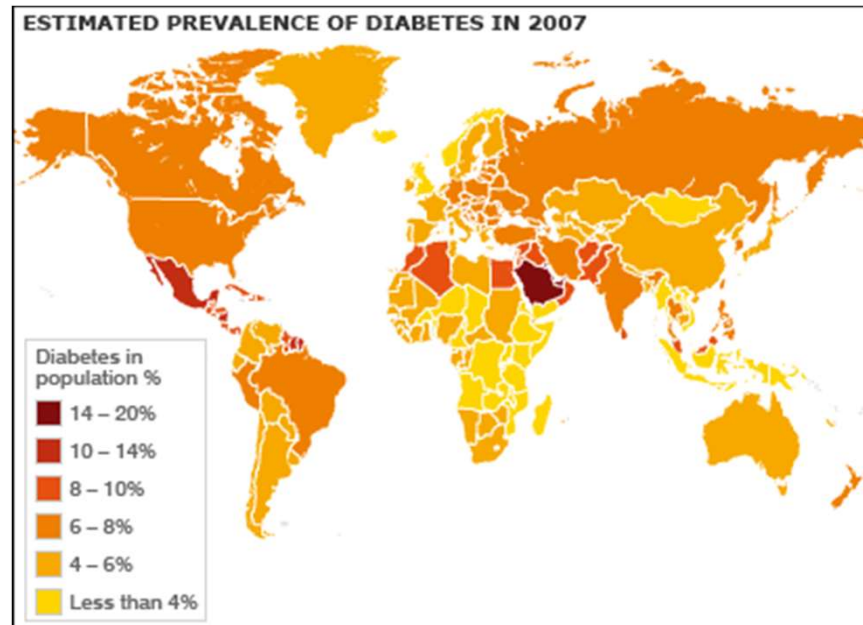 ESTIMATED PREVALENCE OF DIABETES IN 2007
Diabetes in
population %
14 – 20%
10 – 14%
8 – 10%
6 – 8%
4 – 6%
Less than 4%